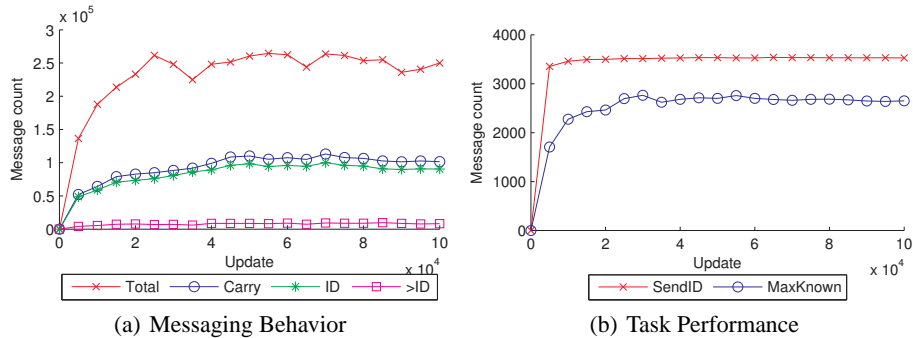 x 10^5
3
2.5
2
1.5
1
0.5
0
Message count
0 2 4 6 8 10
Update
x 10^4
Total Carry ID >ID
(a) Messaging Behavior
4000
3000
2000
1000
0
Message count
0 2 4 6 8 10
Update
x 10^4
SendID MaxKnown
(b) Task Performance